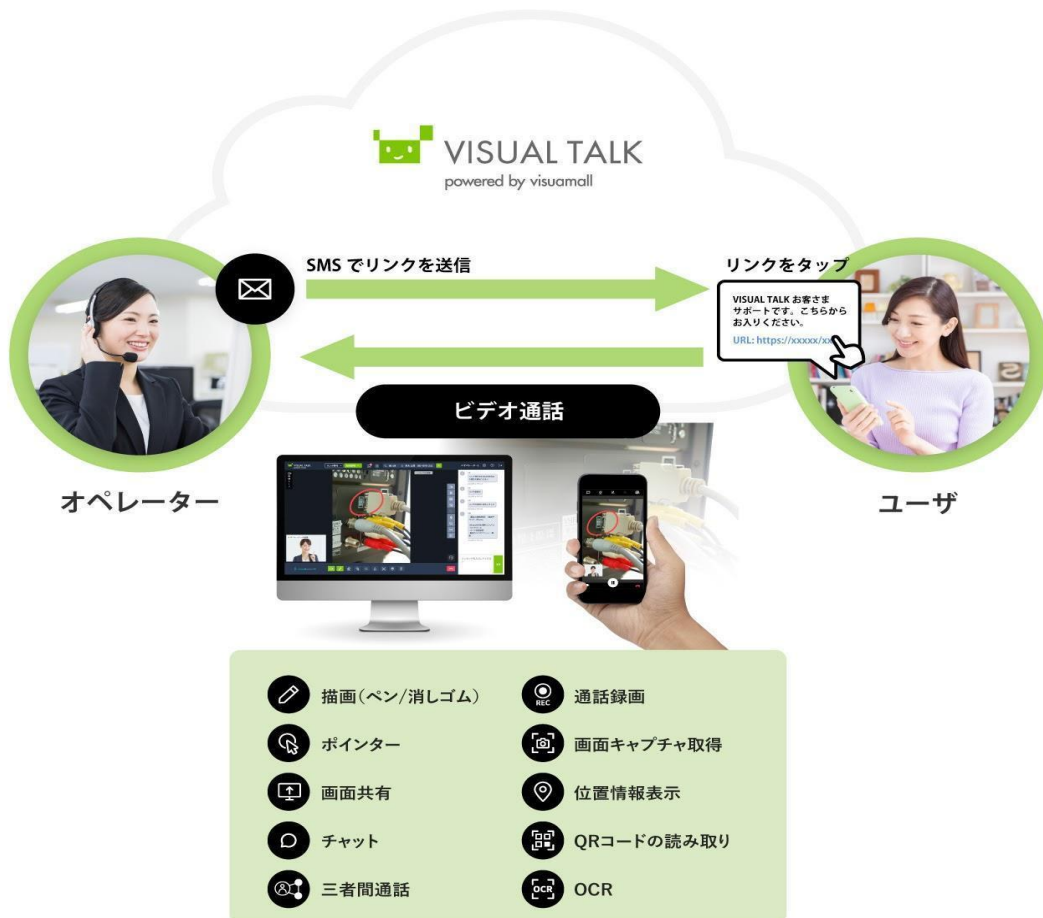 VISUAL TALK
powered by visuamall
SMS でリンクを送信
リンクをタップ
VISUAL TALK お客さま
サポートです。こちらから
お入りください。
URL: https://xxxxx/xx
ビデオ通話
オペレーター
ユーザ
VISUAL TALK
描画(ペン/消しゴム)
REC
通話録画
ポインター
画面キャプチャ取得
画面共有
位置情報表示
チャット
QRコードの読み取り
三者間通話
OCR
OCR